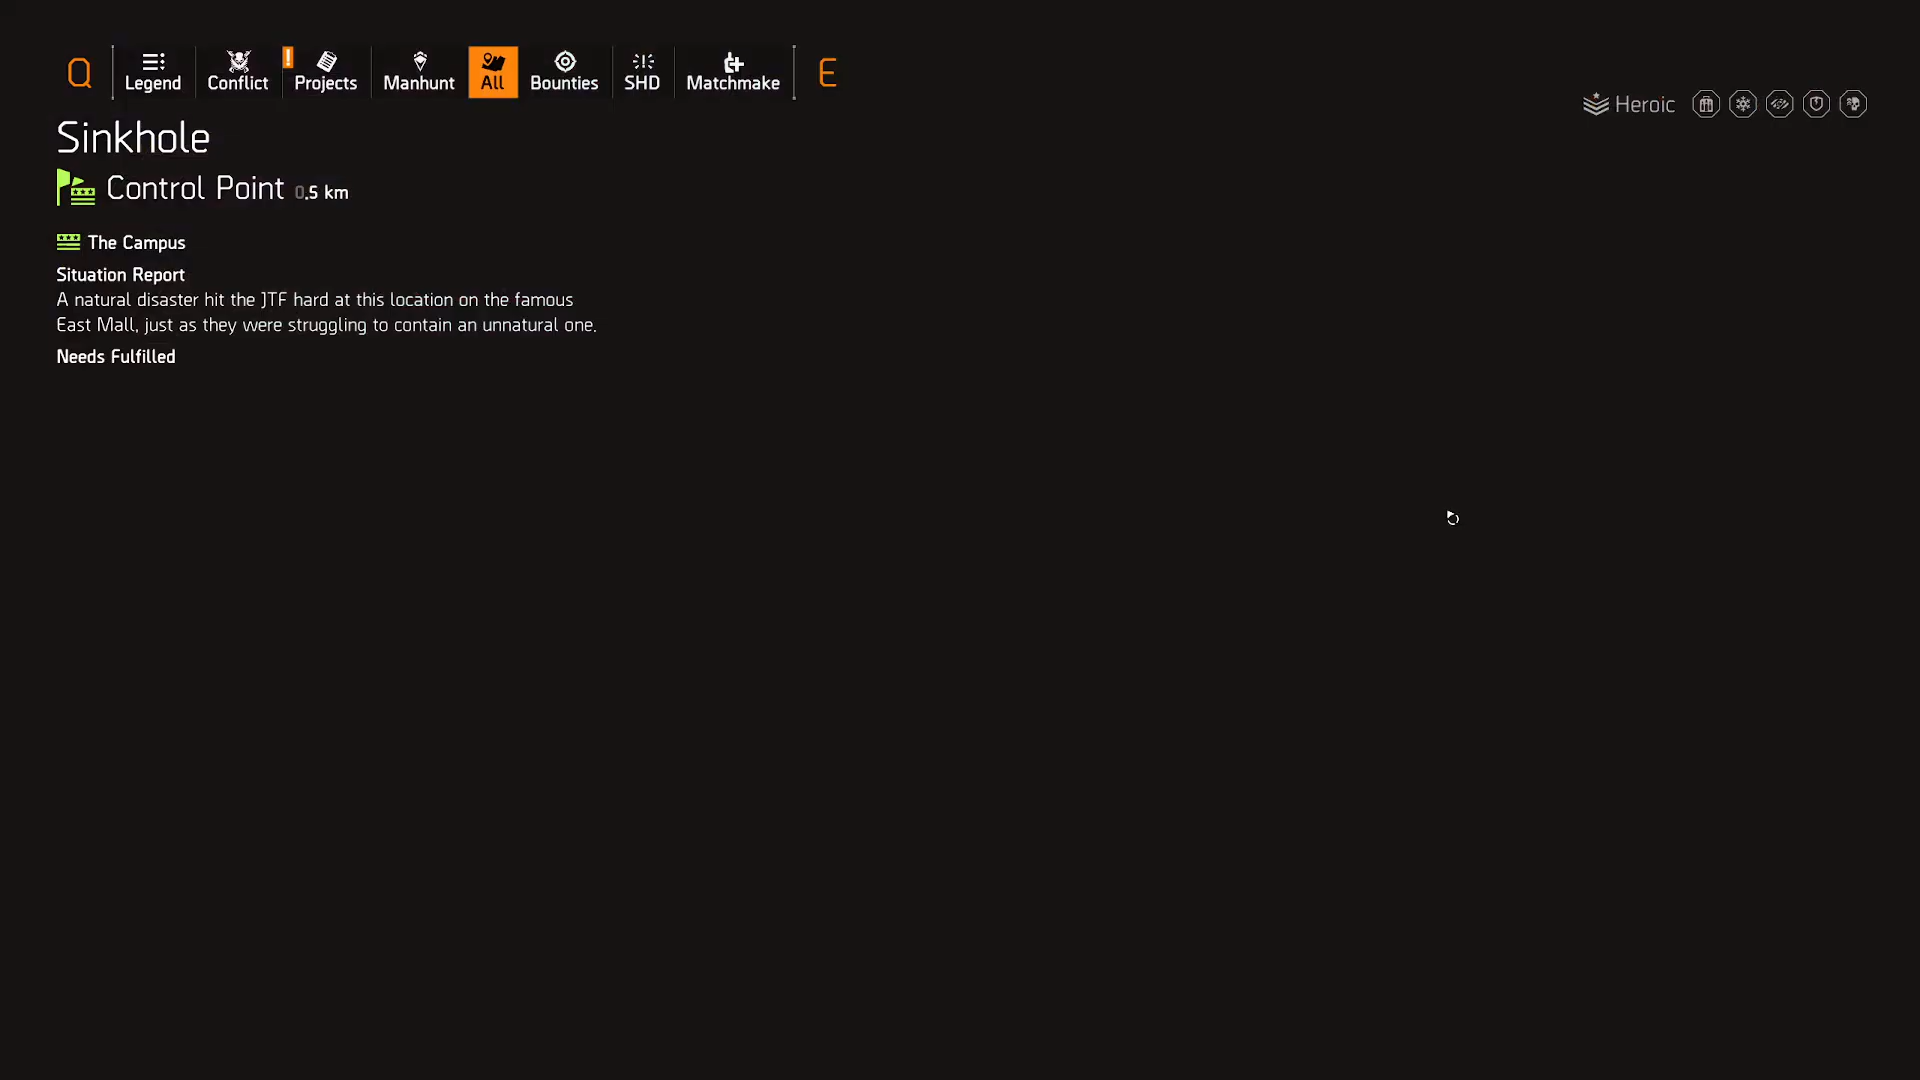 Q Legend Conflict ! Projects Manhunt All Bounties SHD Matchmake E
Heroic
Sinkhole
Control Point 0.5 km
The Campus
Situation Report
A natural disaster hit the JTF hard at this location on the famous
East Mall, just as they were struggling to contain an unnatural one.
Needs Fulfilled